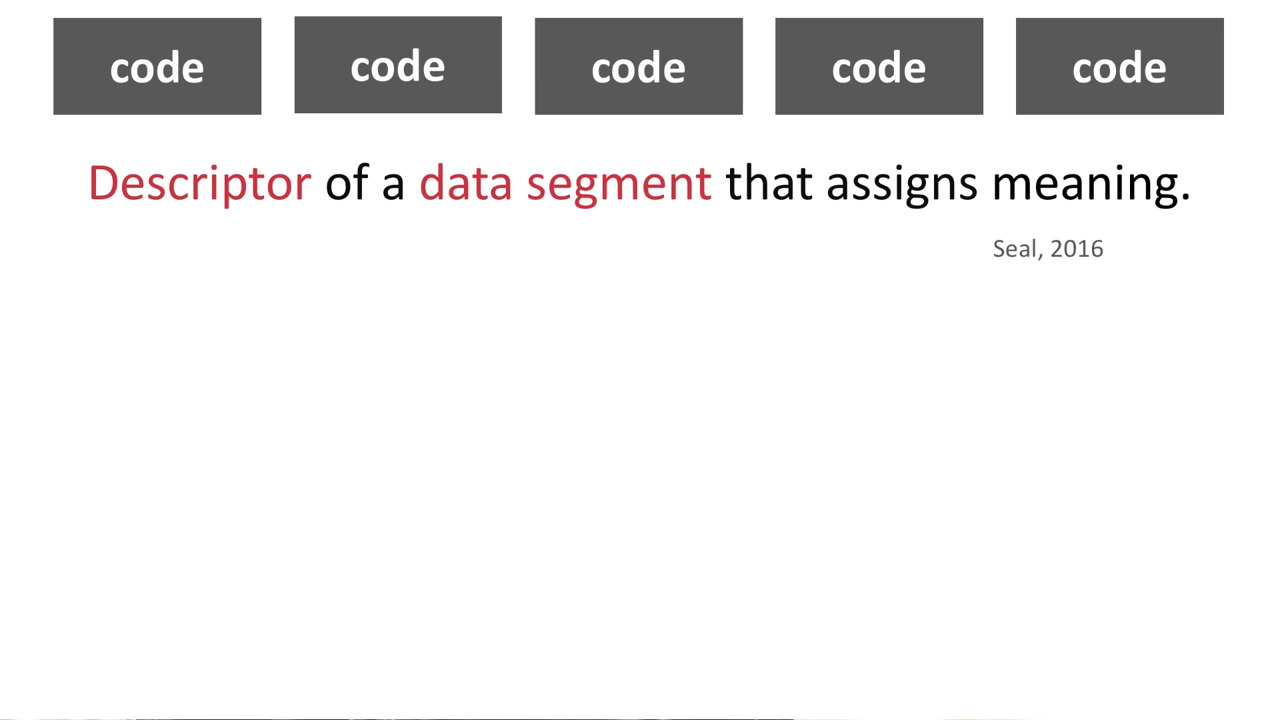 code code code code code
Descriptor of a data segment that assigns meaning.
Seal, 2016